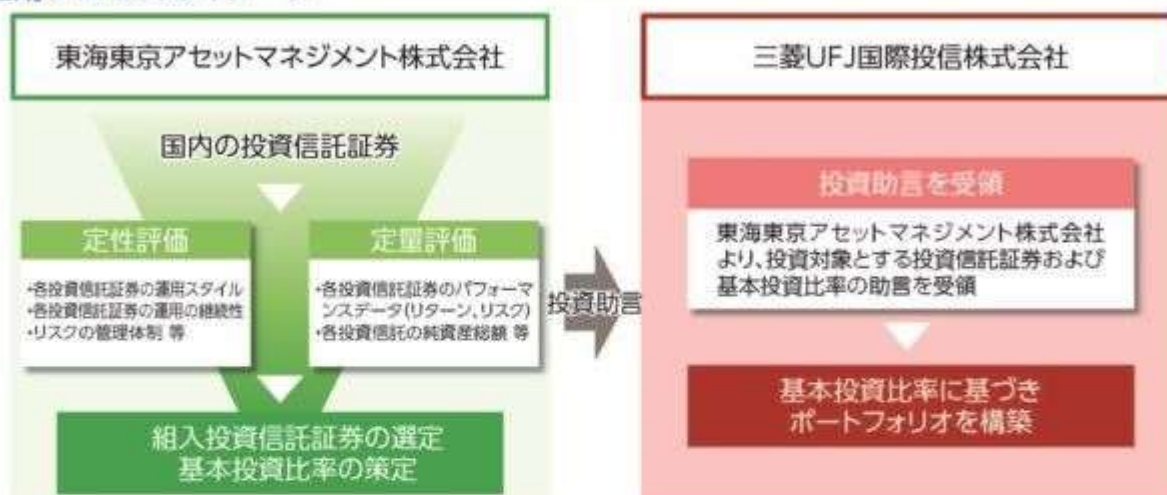 東海東京アセットマネジメント株式会社
国内の投資信託証券
定性評価
・各投資信託証券の運用スタイル
・各投資信託証券の運用の継続性
・リスクの管理体制 等
定量評価
・各投資信託証券のパフォーマ
ンスデータ(リターン、リスク)
・各投資信託の純資産総額 等
組入投資信託証券の選定
基本投資比率の策定
投資助言
三菱UFJ国際投信株式会社
投資助言を受領
東海東京アセットマネジメント株式会社
より、投資対象とする投資信託証券および
基本投資比率の助言を受領
基本投資比率に基づき
ポートフォリオを構築